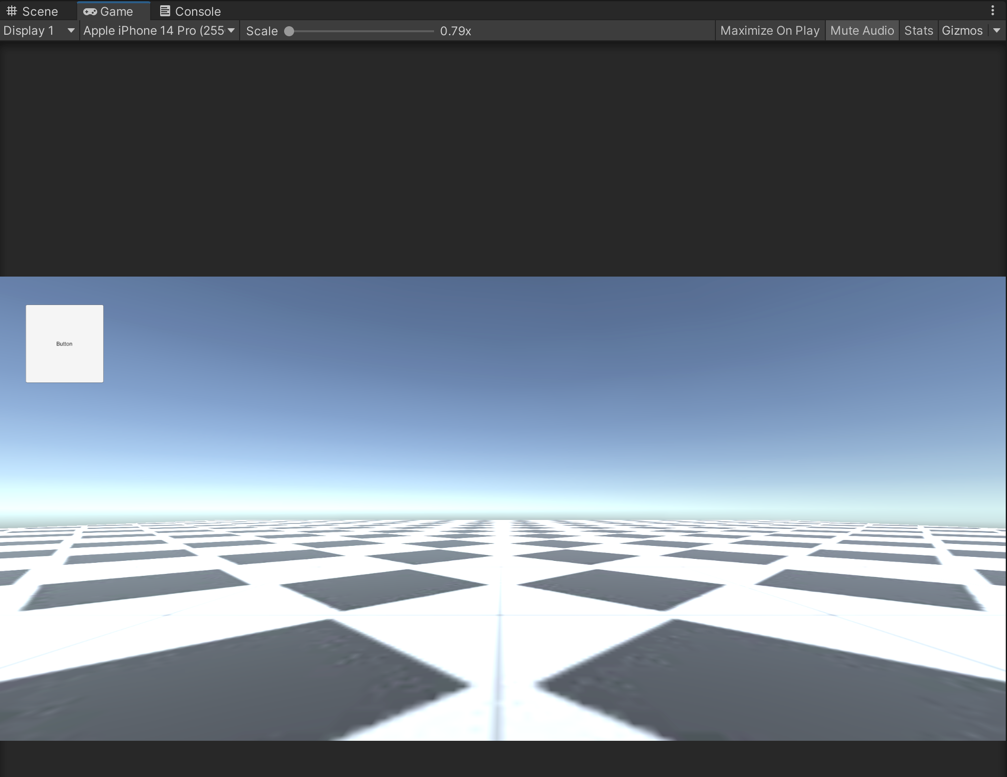 Scene Game Console
Display 1 Apple iPhone 14 Pro (255 Scale 0.79x Maximize On Play Mute Audio Stats Gizmos
Button